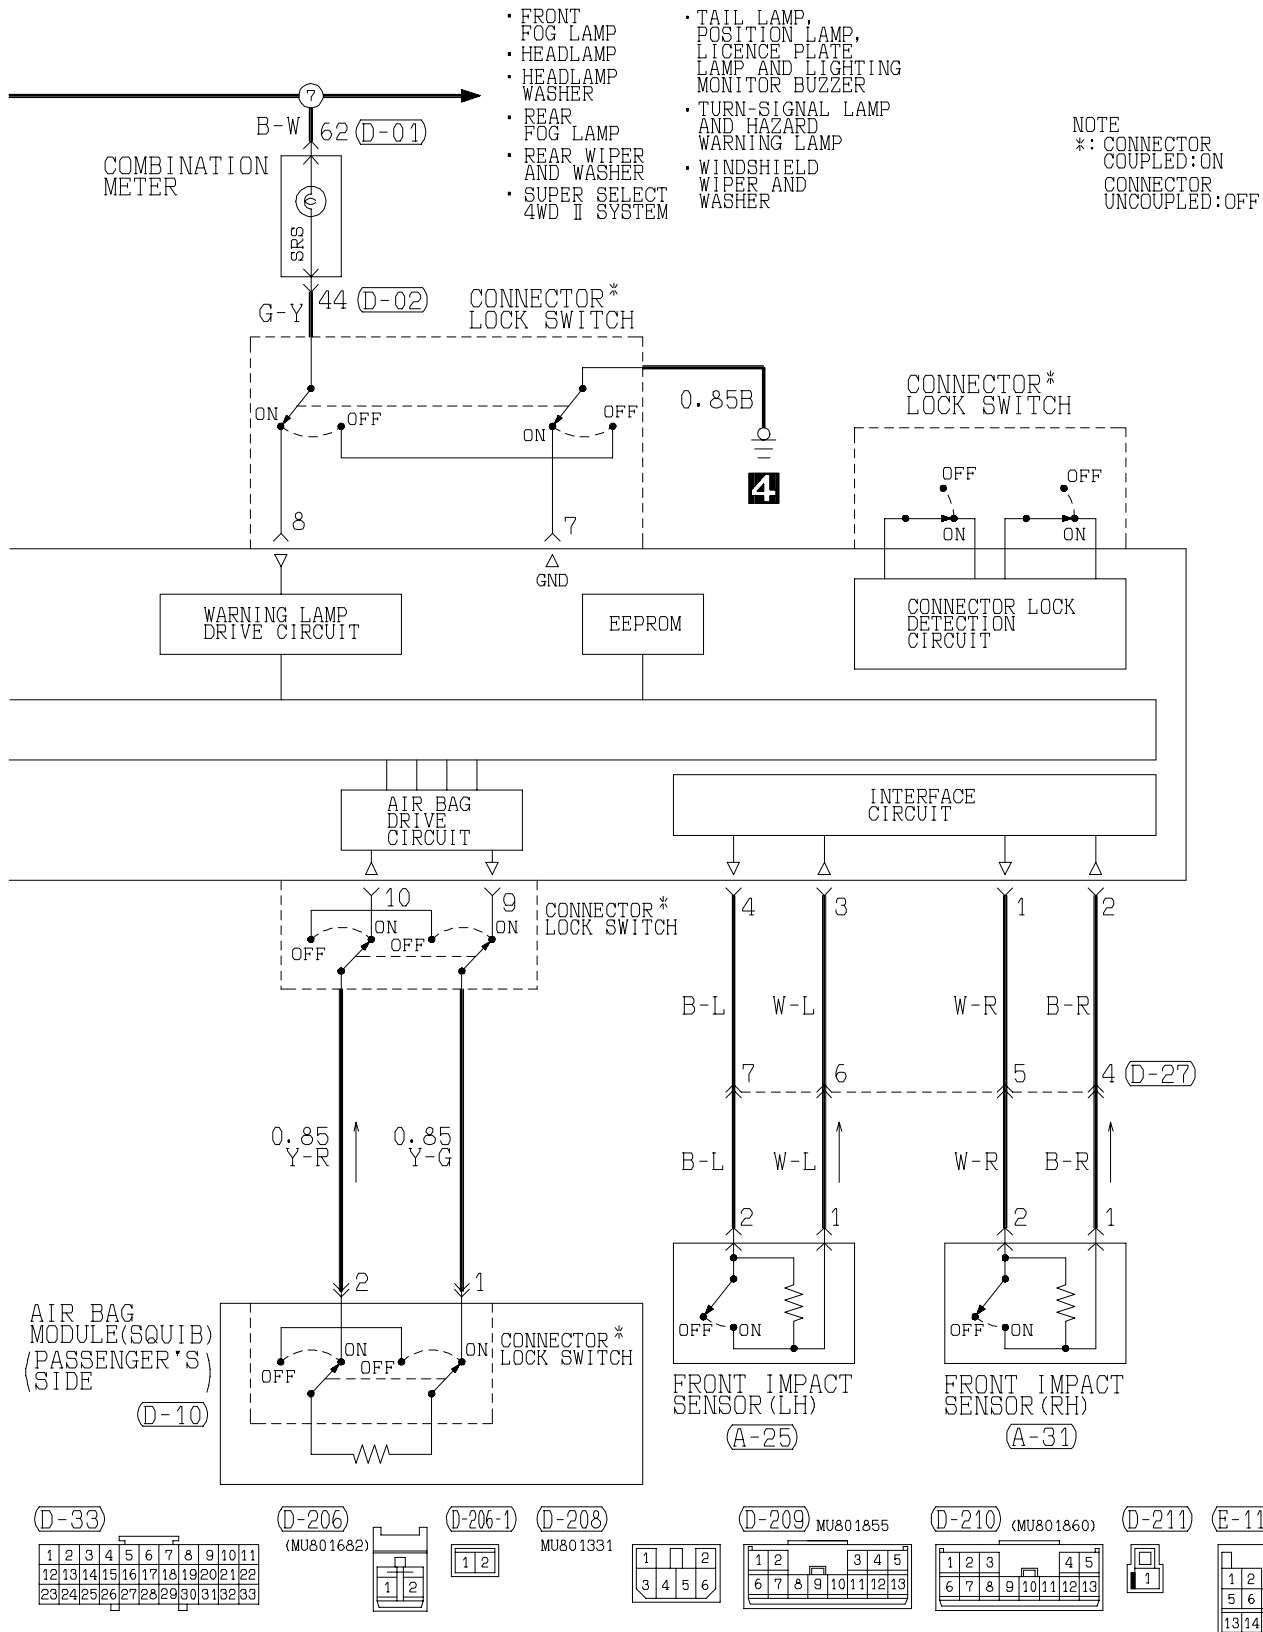 · FRONT
FOG LAMP
· HEADLAMP
· HEADLAMP
WASHER
· REAR
FOG LAMP
· REAR WIPER
AND WASHER
· SUPER SELECT
4WD Ⅱ SYSTEM
· TAIL LAMP,
POSITION LAMP,
LICENCE PLATE
LAMP AND LIGHTING
MONITOR BUZZER
· TURN-SIGNAL LAMP
AND HAZARD
WARNING LAMP
· WINDSHIELD
WIPER AND
WASHER
NOTE
*: CONNECTOR
COUPLED:ON
CONNECTOR
UNCOUPLED:OFF
7
B-W 62 (D-01)
COMBINATION
METER
SRS
G-Y 44 (D-02)
CONNECTOR*
LOCK SWITCH
ON OFF ON OFF
0.85B
4
CONNECTOR*
LOCK SWITCH
OFF OFF
ON ON
8 7
GND
WARNING LAMP
DRIVE CIRCUIT
EEPROM
CONNECTOR LOCK
DETECTION
CIRCUIT
AIR BAG
DRIVE
CIRCUIT
INTERFACE
CIRCUIT
10 9
OFF ON OFF ON
CONNECTOR*
LOCK SWITCH
4 3 1 2
B-L W-L W-R B-R
7 6 5 4 (D-27)
0.85
Y-R
0.85
Y-G
B-L W-L W-R B-R
2 1 2 1
2 1
AIR BAG
MODULE(SQUIB)
(PASSENGER'S
SIDE)
(D-10)
OFF ON OFF ON
CONNECTOR*
LOCK SWITCH
OFF ON
OFF ON
FRONT IMPACT
SENSOR(LH)
(A-25)
FRONT IMPACT
SENSOR(RH)
(A-31)
(D-33)
1 2 3 4 5 6 7 8 9 10 11
12 13 14 15 16 17 18 19 20 21 22
23 24 25 26 27 28 29 30 31 32 33
(D-206)
(MU801682)
1 2
(D-206-1)
1 2
(D-208)
MU801331
1 2
3 4 5 6
(D-209) MU801855
1 2 3 4 5
6 7 8 9 10 11 12 13
(D-210) (MU801860)
1 2 3 4 5
6 7 8 9 10 11 12 13
(D-211)
1
(E-11
1 2
5 6
13 14